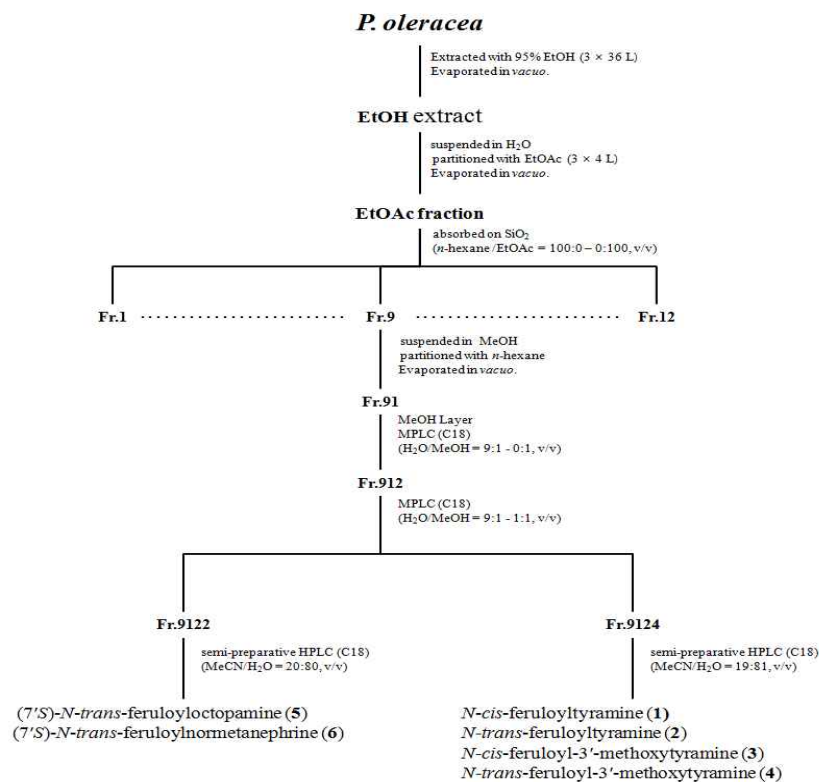 P. oleracea
Extracted with 95% EtOH (3 × 36 L)
Evaporated in vacuo.
EtOH extract
suspended in H₂O
partitioned with EtOAc (3 × 4 L)
Evaporated in vacuo.
EtOAc fraction
absorbed on SiO₂
(n-hexane/EtOAc = 100:0 – 0:100, v/v)
Fr.1 ........................ Fr.9 ........................ Fr.12
suspended in MeOH
partitioned with n-hexane
Evaporated in vacuo.
Fr.91
MeOH Layer
MPLC (C18)
(H₂O/MeOH = 9:1 - 0:1, v/v)
Fr.912
MPLC (C18)
(H₂O/MeOH = 9:1 - 1:1, v/v)
Fr.9122 Fr.9124
semi-preparative HPLC (C18) semi-preparative HPLC (C18)
(MeCN/H₂O = 20:80, v/v) (MeCN/H₂O = 19:81, v/v)
(7′S)-N-trans-feruloyloctopamine (5) N-cis-feruloyltyramine (1)
(7′S)-N-trans-feruloylnormetanephrine (6) N-trans-feruloyltyramine (2)
N-cis-feruloyl-3′-methoxytyramine (3)
N-trans-feruloyl-3′-methoxytyramine (4)